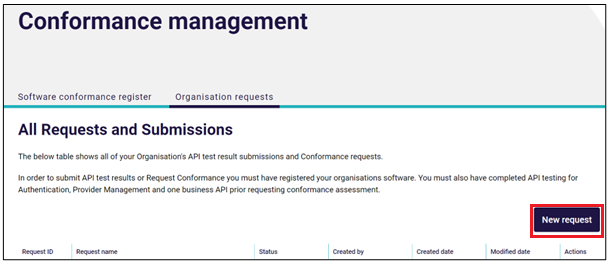 Conformance management
Software conformance register Organisation requests
All Requests and Submissions
The below table shows all of your Organisation's API test result submissions and Conformance requests.
In order to submit API test results or Request Conformance you must have registered your organisations software. You must also have completed API testing for
Authentication, Provider Management and one business API prior requesting conformance assessment.
New request
Request ID Request name Status Created by Created date Modified date Actions